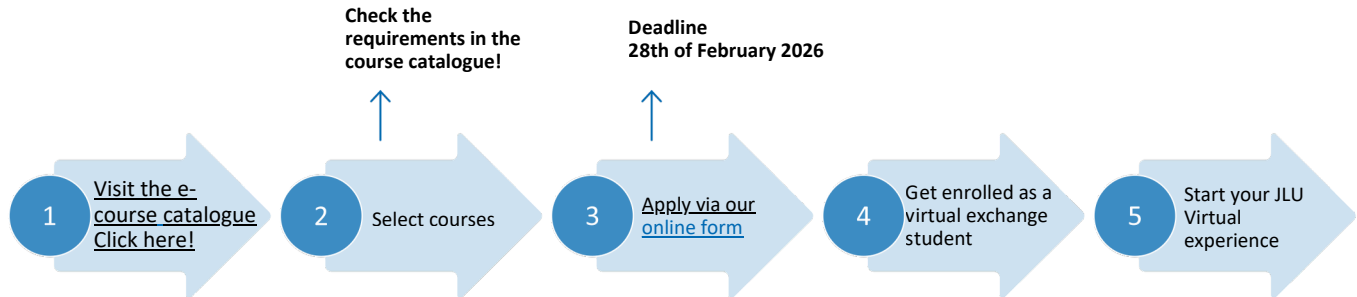 Check the
requirements in the
course catalogue!
Deadline
28th of February 2026
1
Visit the e-
course catalogue
Click here!
2
Select courses
3
Apply via our
online form
4
Get enrolled as a
virtual exchange
student
5
Start your JLU
Virtual
experience